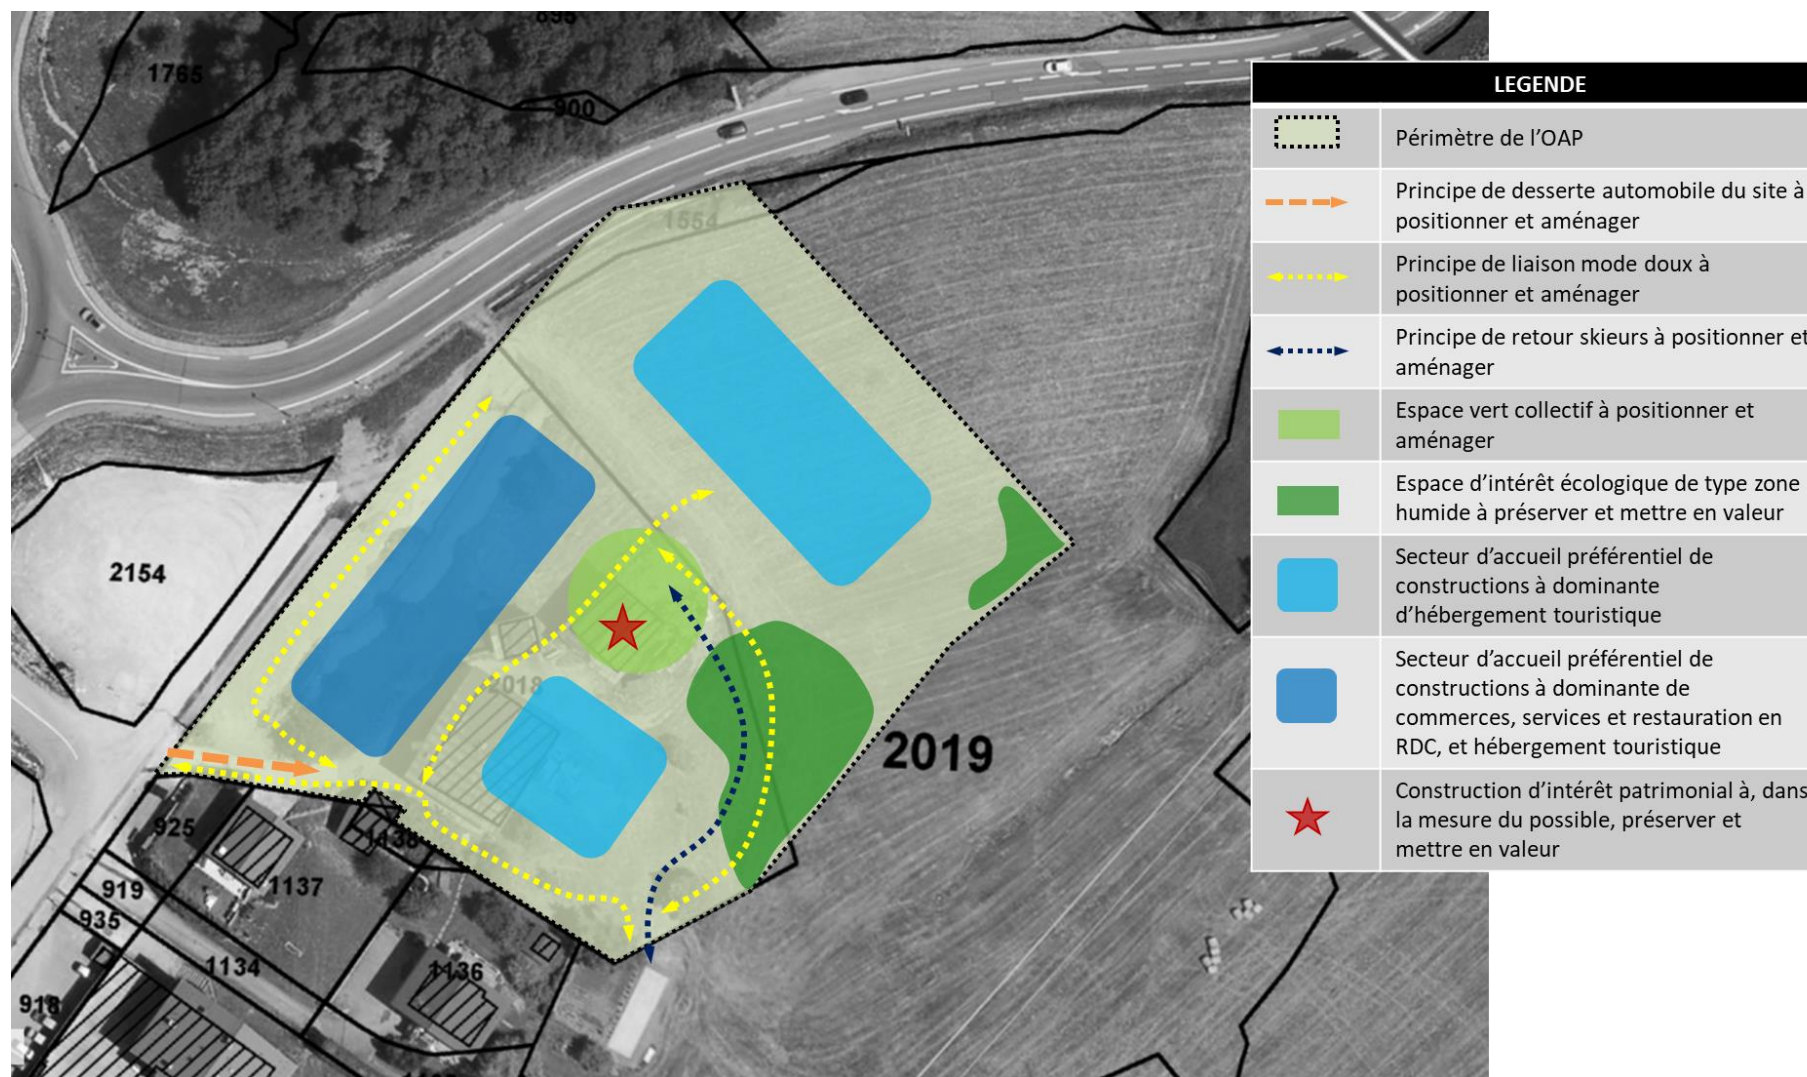 895
1765
900
1554
2154
2018
2019
925
1138
1137
919
935
1134
1136
918
LEGENDE
Périmètre de l’OAP
Principe de desserte automobile du site à
positionner et aménager
Principe de liaison mode doux à
positionner et aménager
Principe de retour skieurs à positionner et
aménager
Espace vert collectif à positionner et
aménager
Espace d’intérêt écologique de type zone
humide à préserver et mettre en valeur
Secteur d’accueil préférentiel de
constructions à dominante
d’hébergement touristique
Secteur d’accueil préférentiel de
constructions à dominante de
commerces, services et restauration en
RDC, et hébergement touristique
Construction d’intérêt patrimonial à, dans
la mesure du possible, préserver et
mettre en valeur